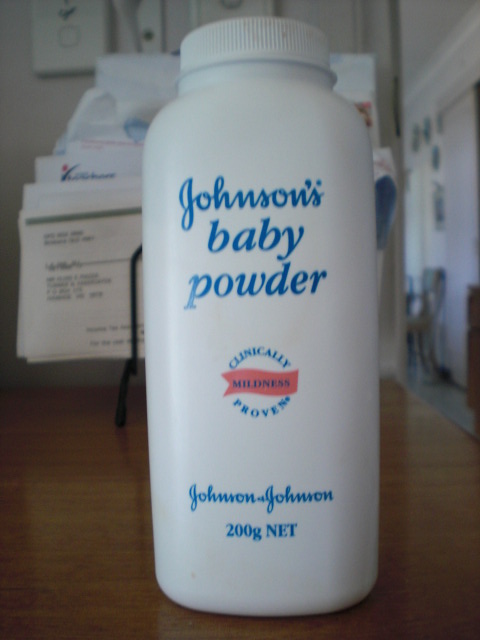 Johnson's
baby
powder
CLINICALLY
MILDNESS
PROVEN
Johnson & Johnson
200g NET